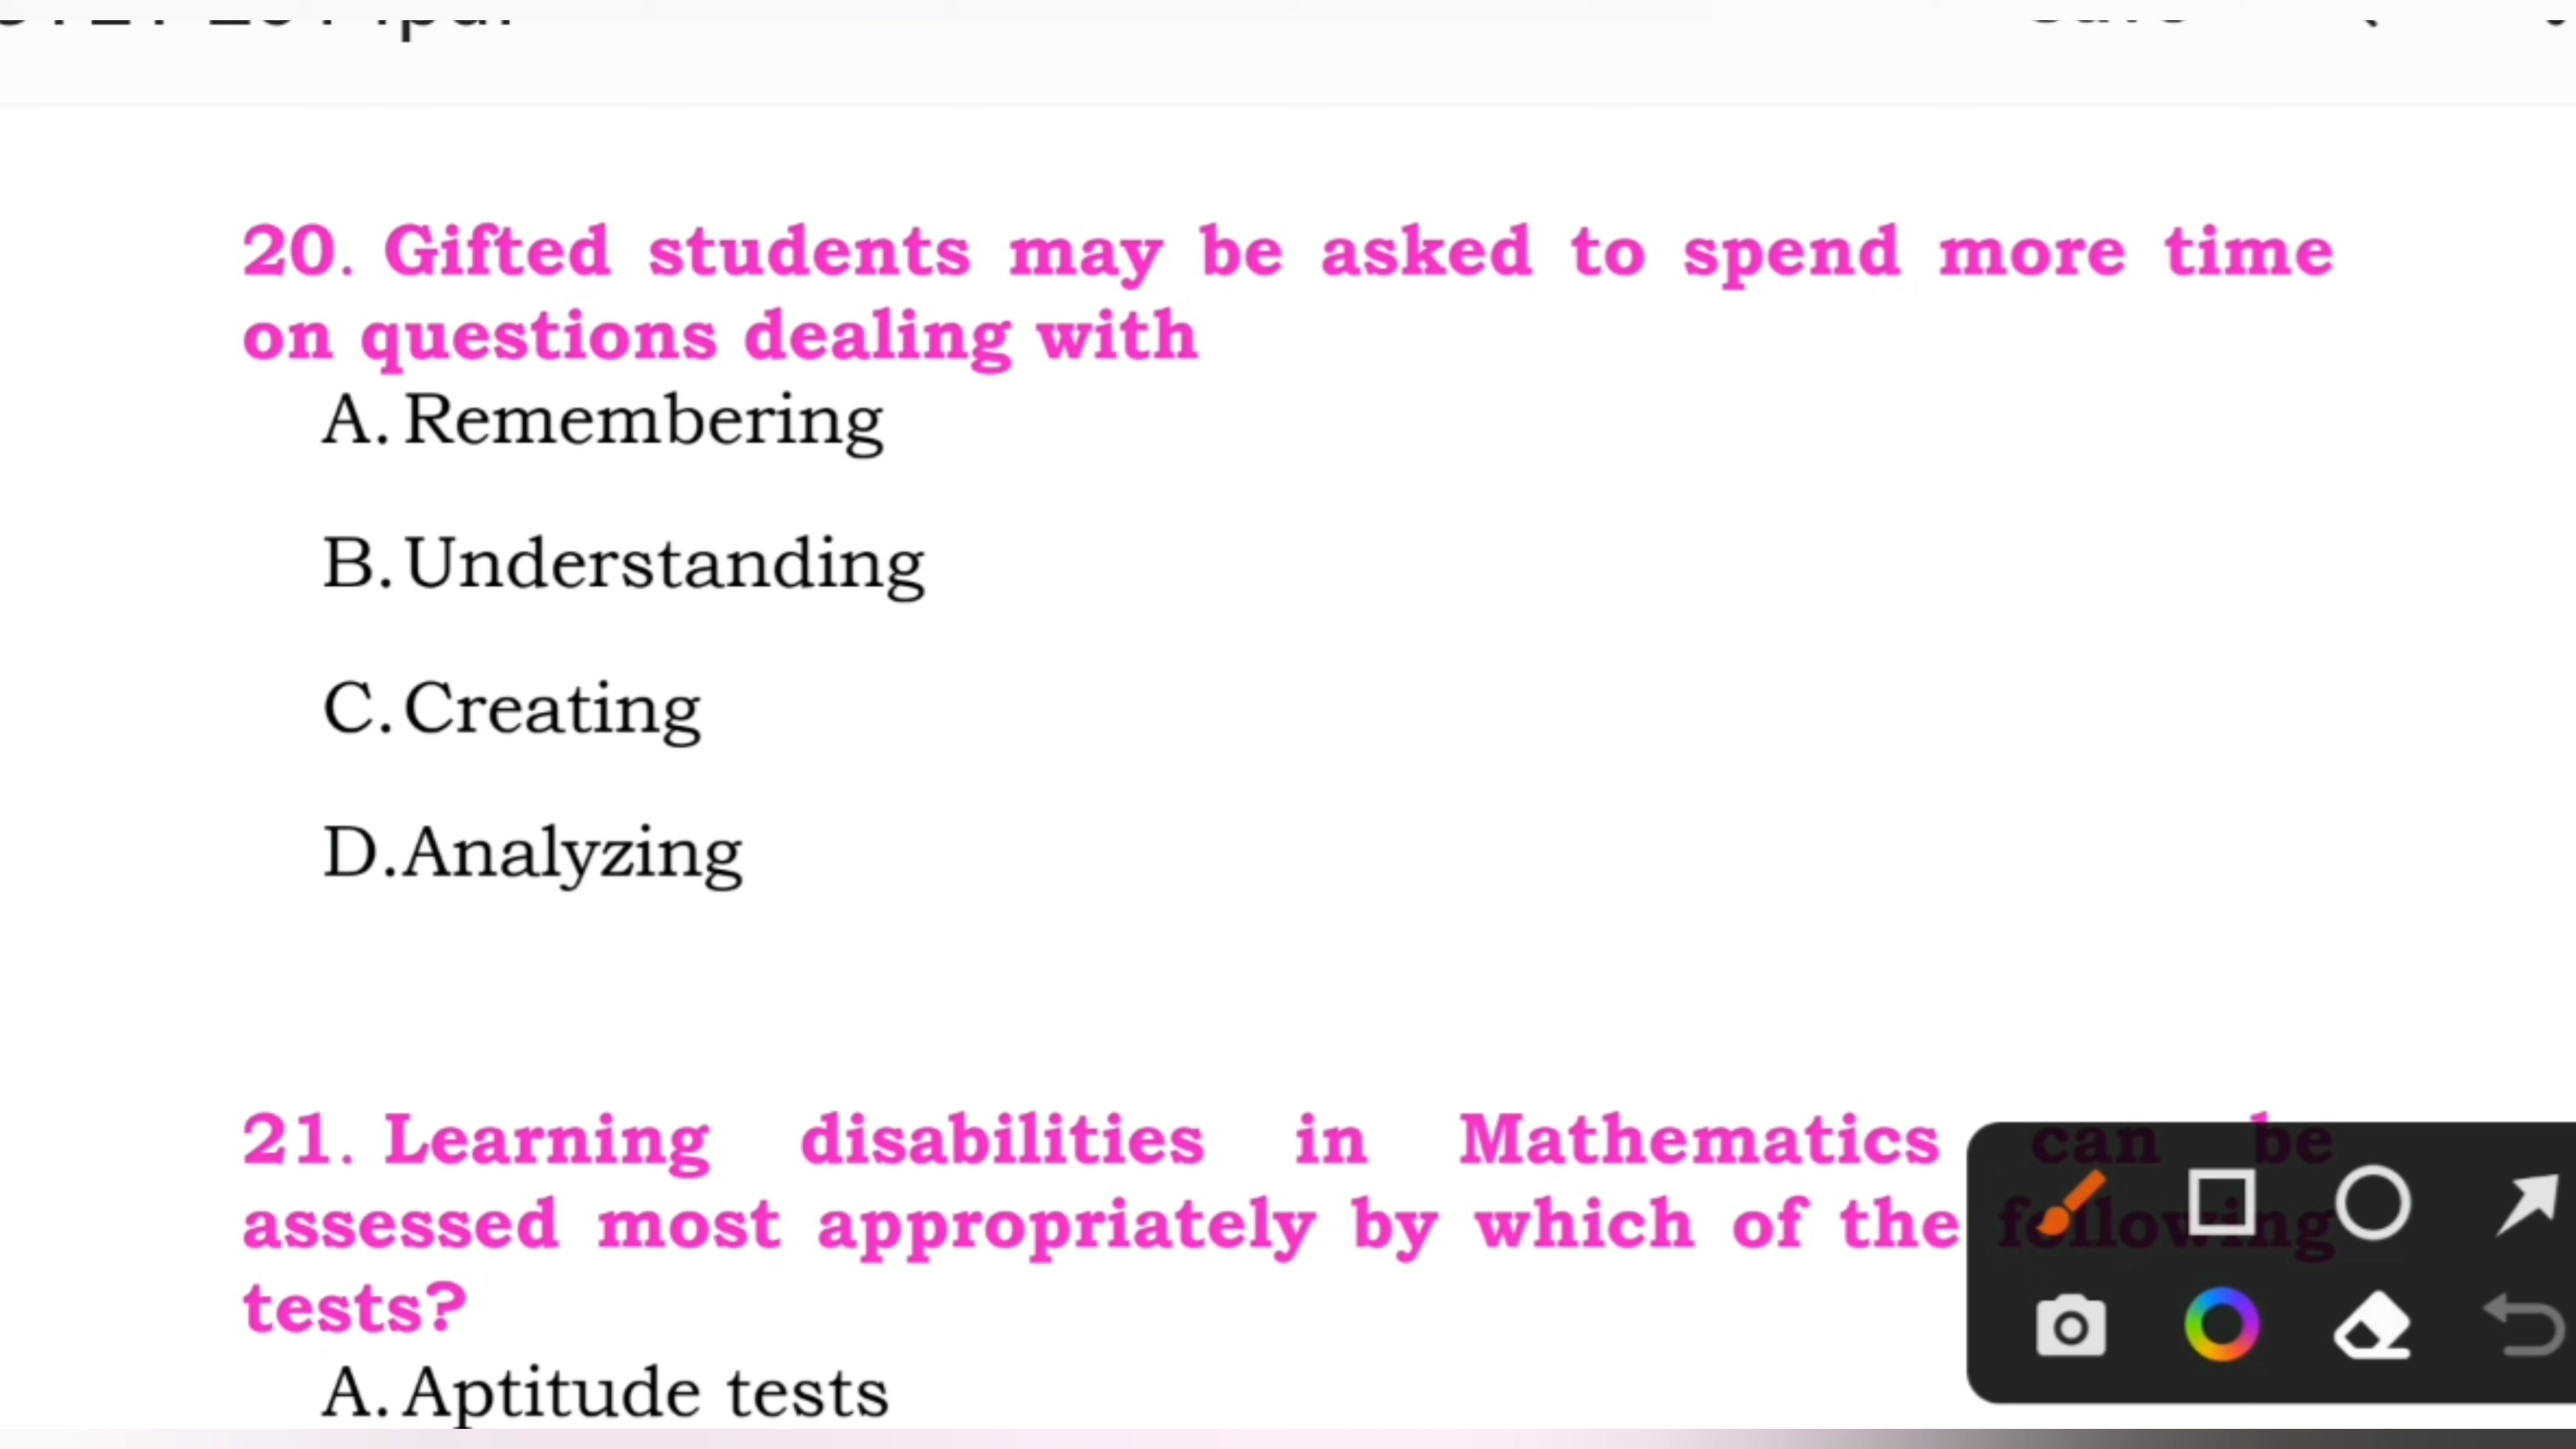 20. Gifted students may be asked to spend more time
on questions dealing with
A. Remembering
B. Understanding
C. Creating
D. Analyzing
21. Learning disabilities in Mathematics can be
assessed most appropriately by which of the following
tests?
A. Aptitude tests